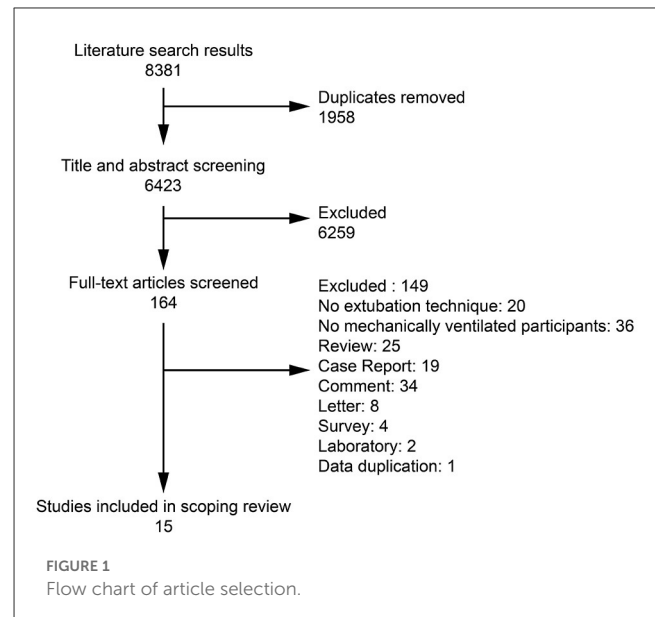 Literature search results
8381
Duplicates removed
1958
Title and abstract screening
6423
Excluded
6259
Full-text articles screened
164
Excluded : 149
No extubation technique: 20
No mechanically ventilated participants: 36
Review: 25
Case Report: 19
Comment: 34
Letter: 8
Survey: 4
Laboratory: 2
Data duplication: 1
Studies included in scoping review
15
FIGURE 1
Flow chart of article selection.